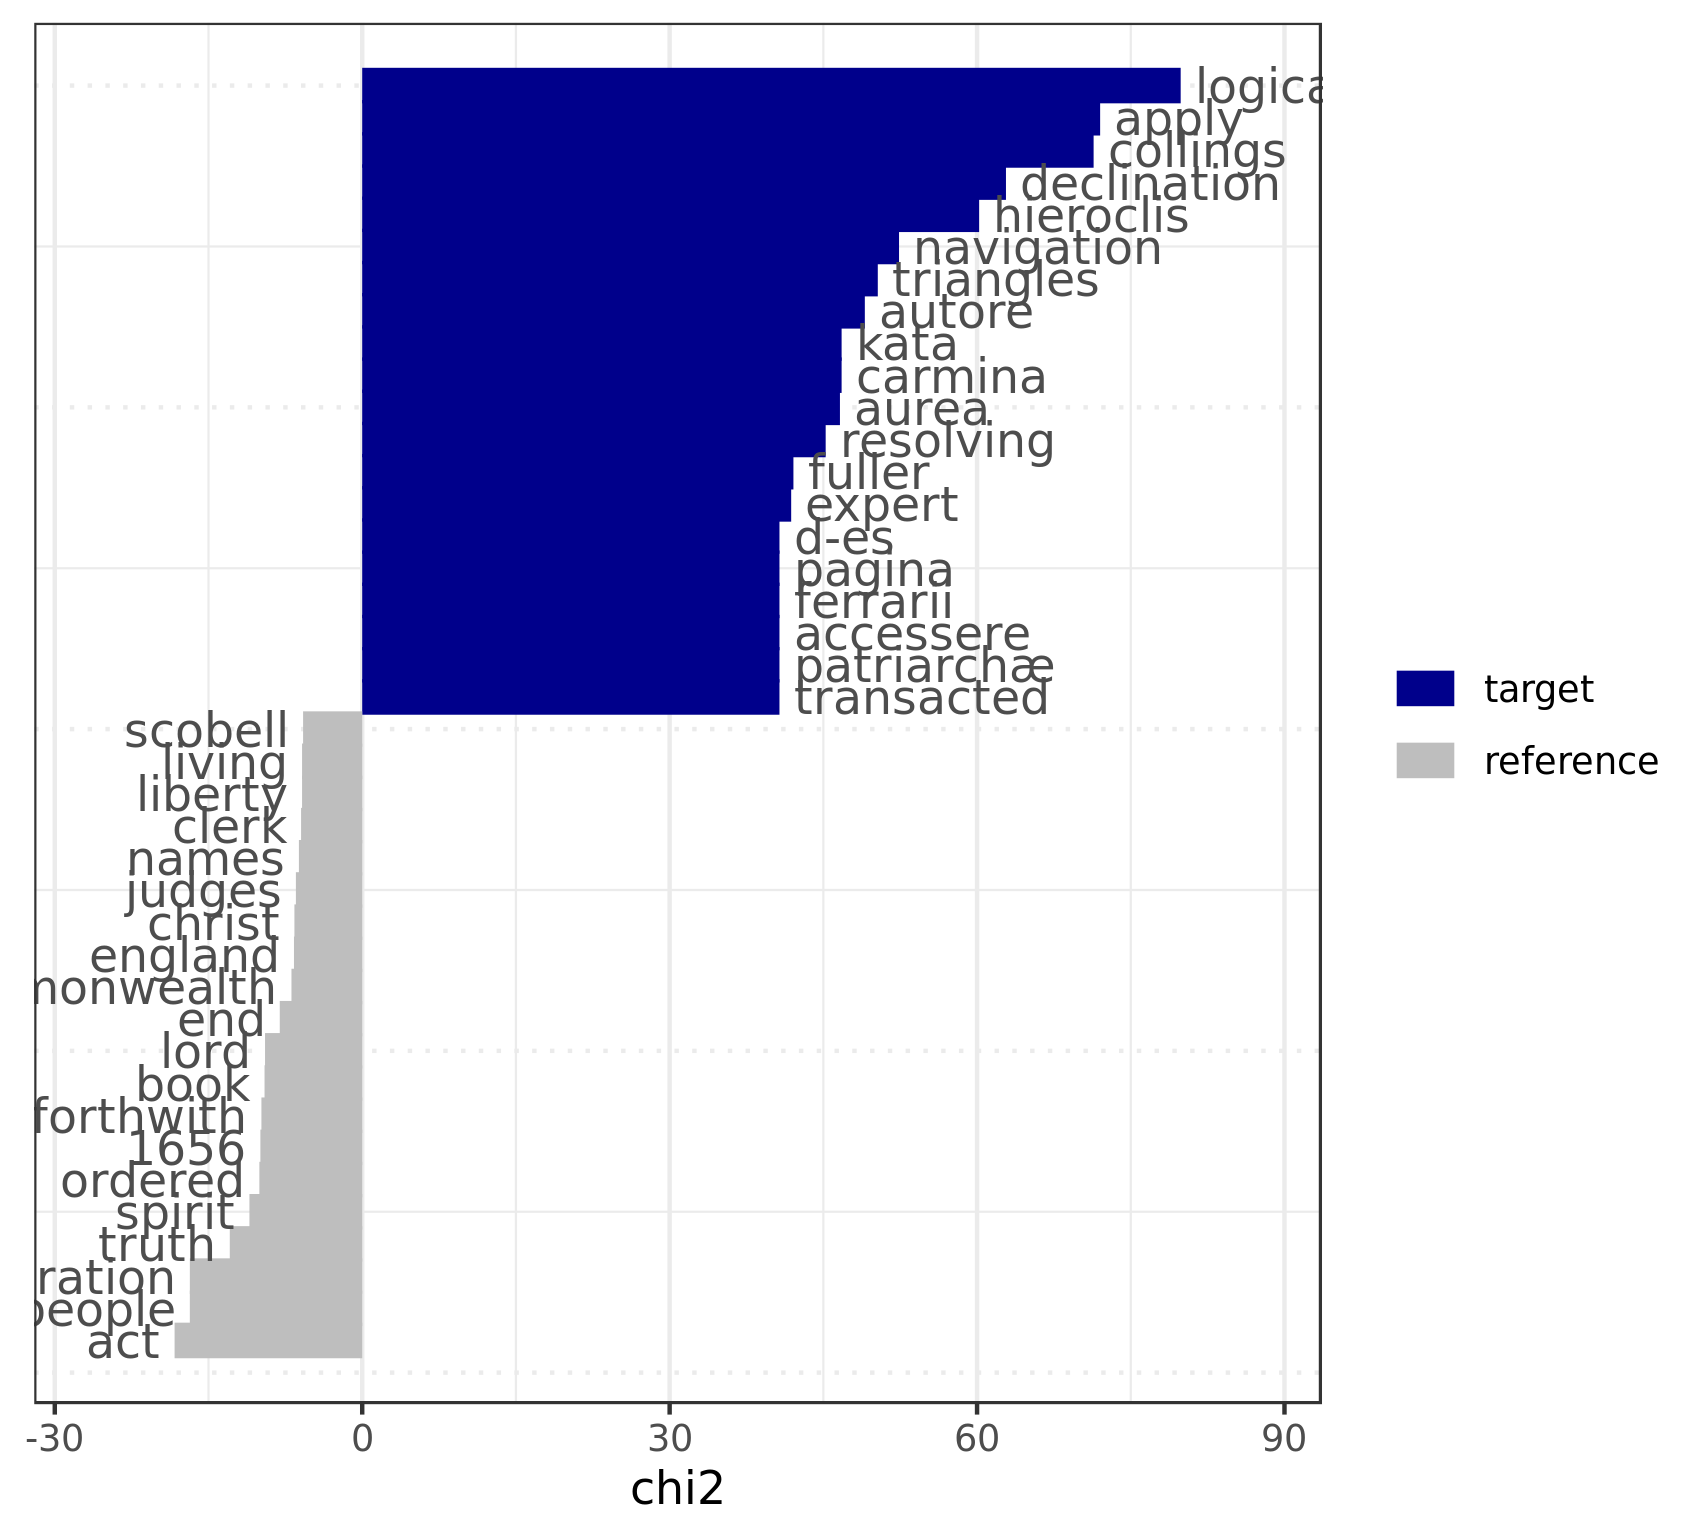 logica
apply
collings
declination
hieroclis
navigation
triangles
autore
kata
carmina
aurea
resolving
fuller
expert
d-es
pagina
ferrarii
accessere
patriarchæ
transacted
scobell
living
liberty
clerk
names
judges
christ
england
monwealth
end
lord
book
forthwith
1656
ordered
spirit
truth
ration
people
act
target
reference
-30 0 30 60 90
chi2